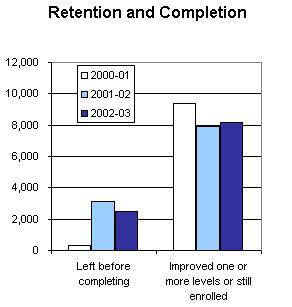 Retention and Completion
12,000
10,000
8,000
6,000
4,000
2,000
0
2000-01
2001-02
2002-03
Left before
completing
Improved one or
more levels or still
enrolled